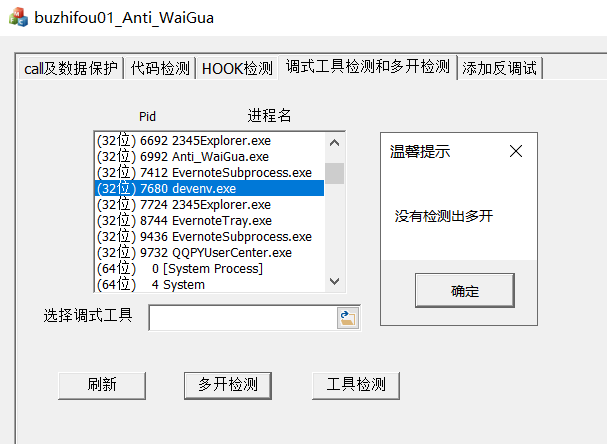 buzhifou01_Anti_WaiGua
call及数据保护 代码检测 HOOK检测 调式工具检测和多开检测 添加反调试
Pid 进程名
(32位) 6692 2345Explorer.exe
(32位) 6992 Anti_WaiGua.exe
(32位) 7412 EvernoteSubprocess.exe
(32位) 7680 devenv.exe
(32位) 7724 2345Explorer.exe
(32位) 8744 EvernoteTray.exe
(32位) 9436 EvernoteSubprocess.exe
(32位) 9732 QQPYUserCenter.exe
(64位) 0 [System Process]
(64位) 4 System
选择调式工具
刷新 多开检测 工具检测
温馨提示
没有检测出多开
确定